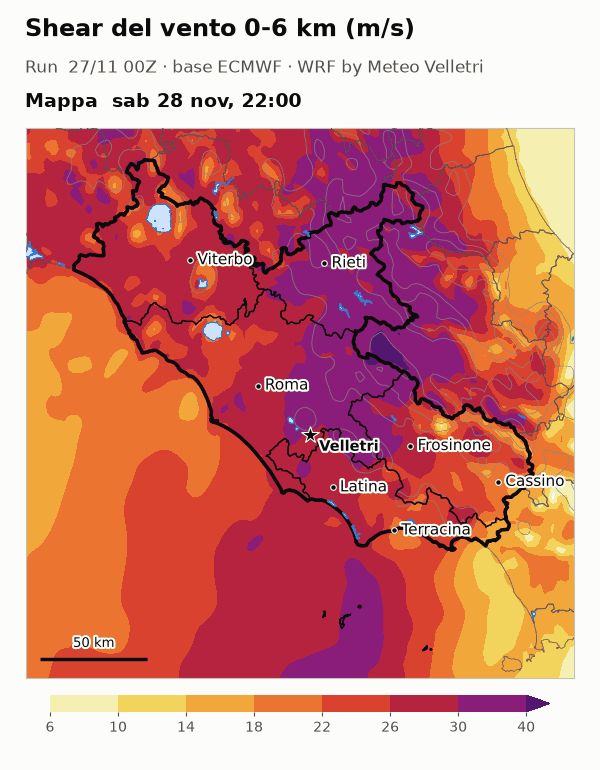 Shear del vento 0-6 km (m/s)
Run  27/11 00Z · base ECMWF · WRF by Meteo Velletri
Mappa  sab 28 nov, 22:00
Viterbo
Rieti
Roma
Velletri
Frosinone
Latina
Cassino
Terracina
50 km
6 10 14 18 22 26 30 40